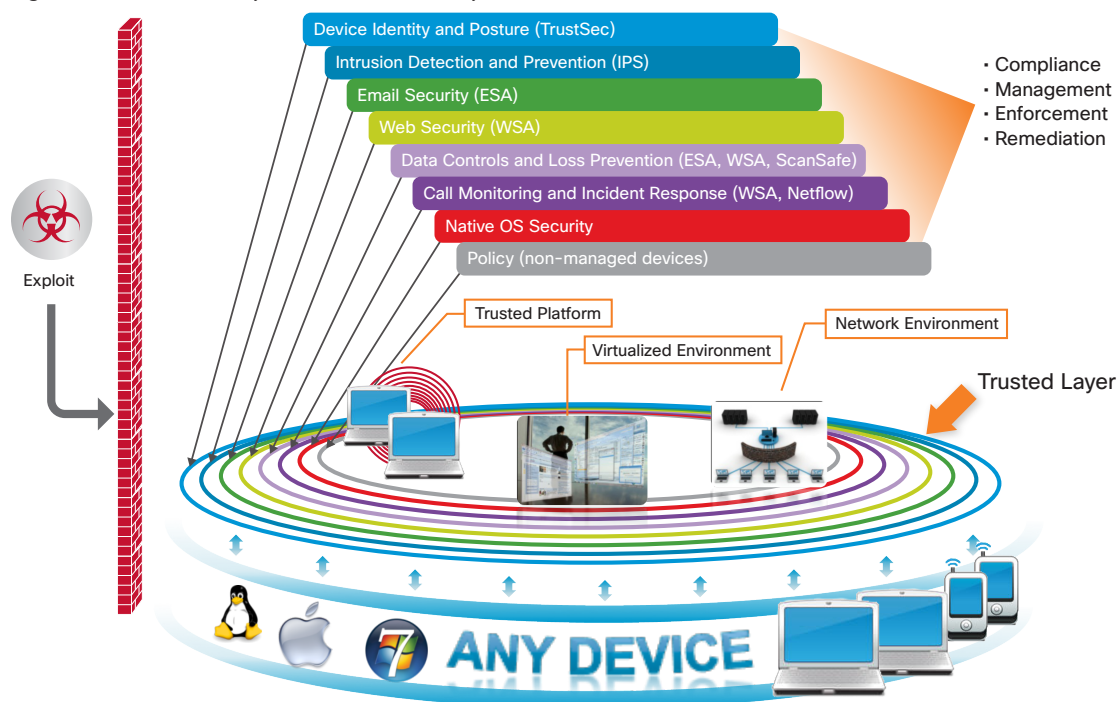 Device Identity and Posture (TrustSec)
Intrusion Detection and Prevention (IPS)
Email Security (ESA)
Web Security (WSA)
Data Controls and Loss Prevention (ESA, WSA, ScanSafe)
Call Monitoring and Incident Response (WSA, Netflow)
Native OS Security
Policy (non-managed devices)
· Compliance
· Management
· Enforcement
· Remediation
Exploit
Trusted Platform
Virtualized Environment
Network Environment
Trusted Layer
7
ANY DEVICE